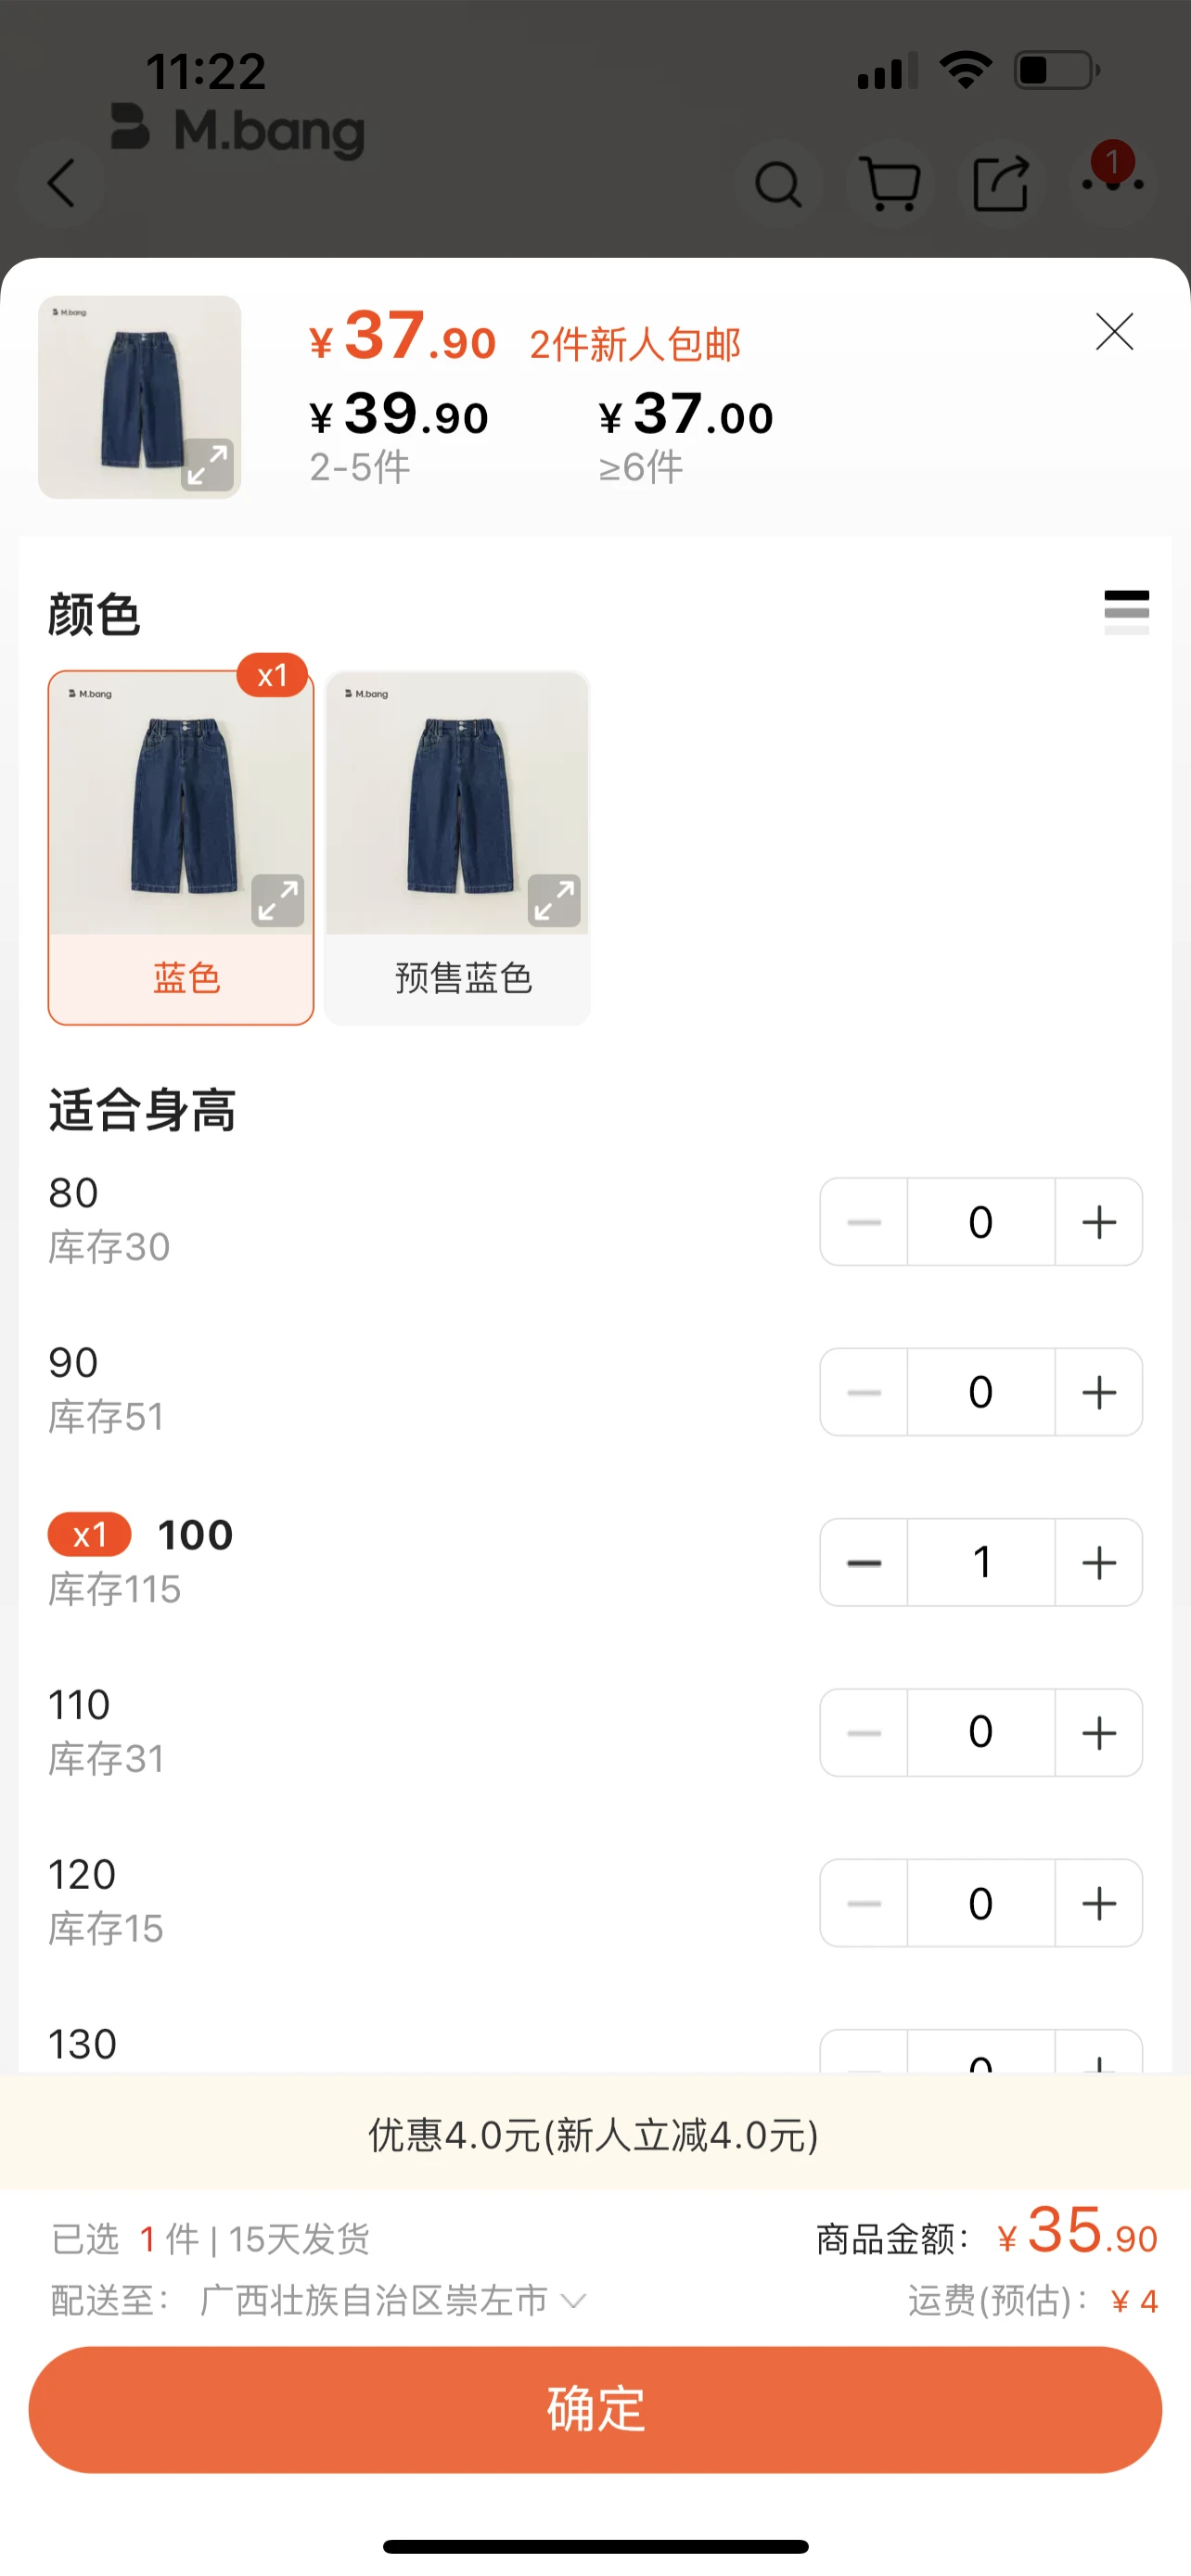 11:22
M.bang
1
M.bang
¥37.90 2件新人包邮
¥39.90 ¥37.00
2-5件 ≥6件
颜色
x1
M.bang M.bang
蓝色 预售蓝色
适合身高
80
库存30
0
90
库存51
0
x1 100
库存115
1
110
库存31
0
120
库存15
0
130
0
优惠4.0元(新人立减4.0元)
已选 1 件 | 15天发货 商品金额: ¥35.90
配送至: 广西壮族自治区崇左市 运费(预估): ¥4
确定